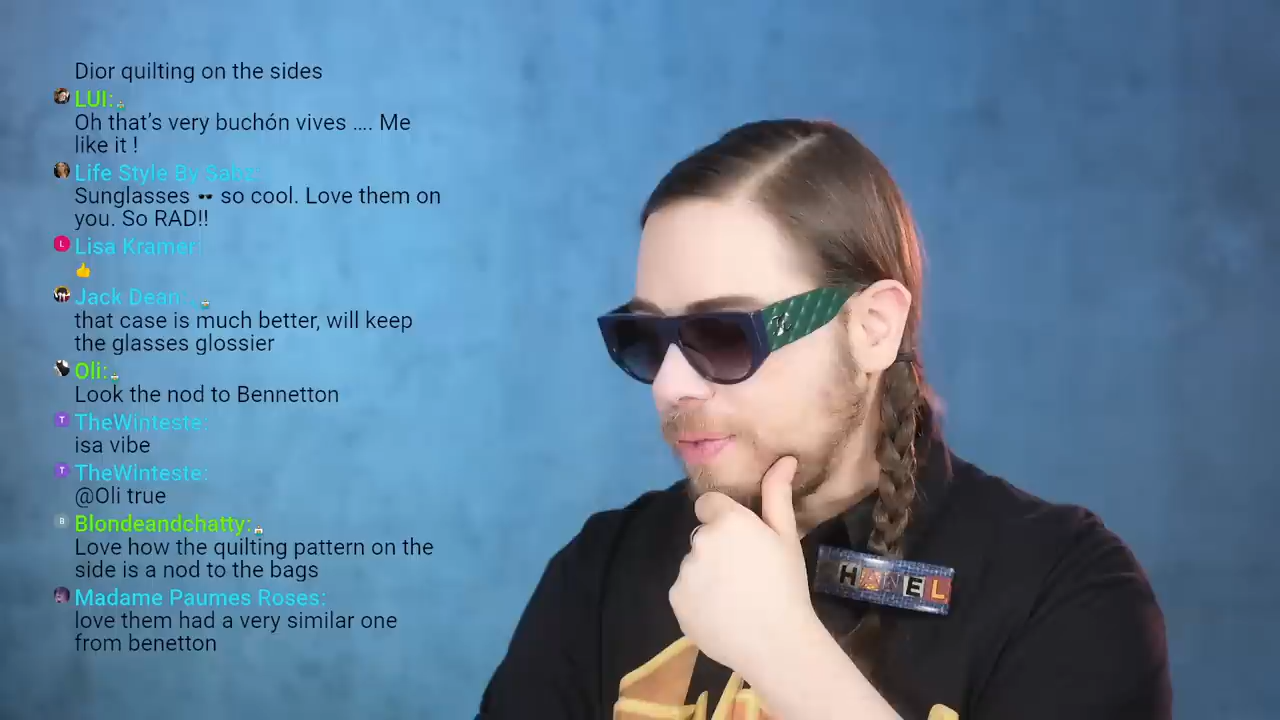 Dior quilting on the sides
LUI:
Oh that’s very buchón vives .... Me
like it !
Life Style By Sahz:
Sunglasses 🕶 so cool. Love them on
you. So RAD!!
L
Lisa Kramer:
👍
Jack Dean:
that case is much better, will keep
the glasses glossier
Oli:
Look the nod to Bennetton
T TheWinteste:
isa vibe
T TheWinteste:
@Oli true
B Blondeandchatty:
Love how the quilting pattern on the
side is a nod to the bags
Madame Paumes Roses:
love them had a very similar one
from benetton
HANEL